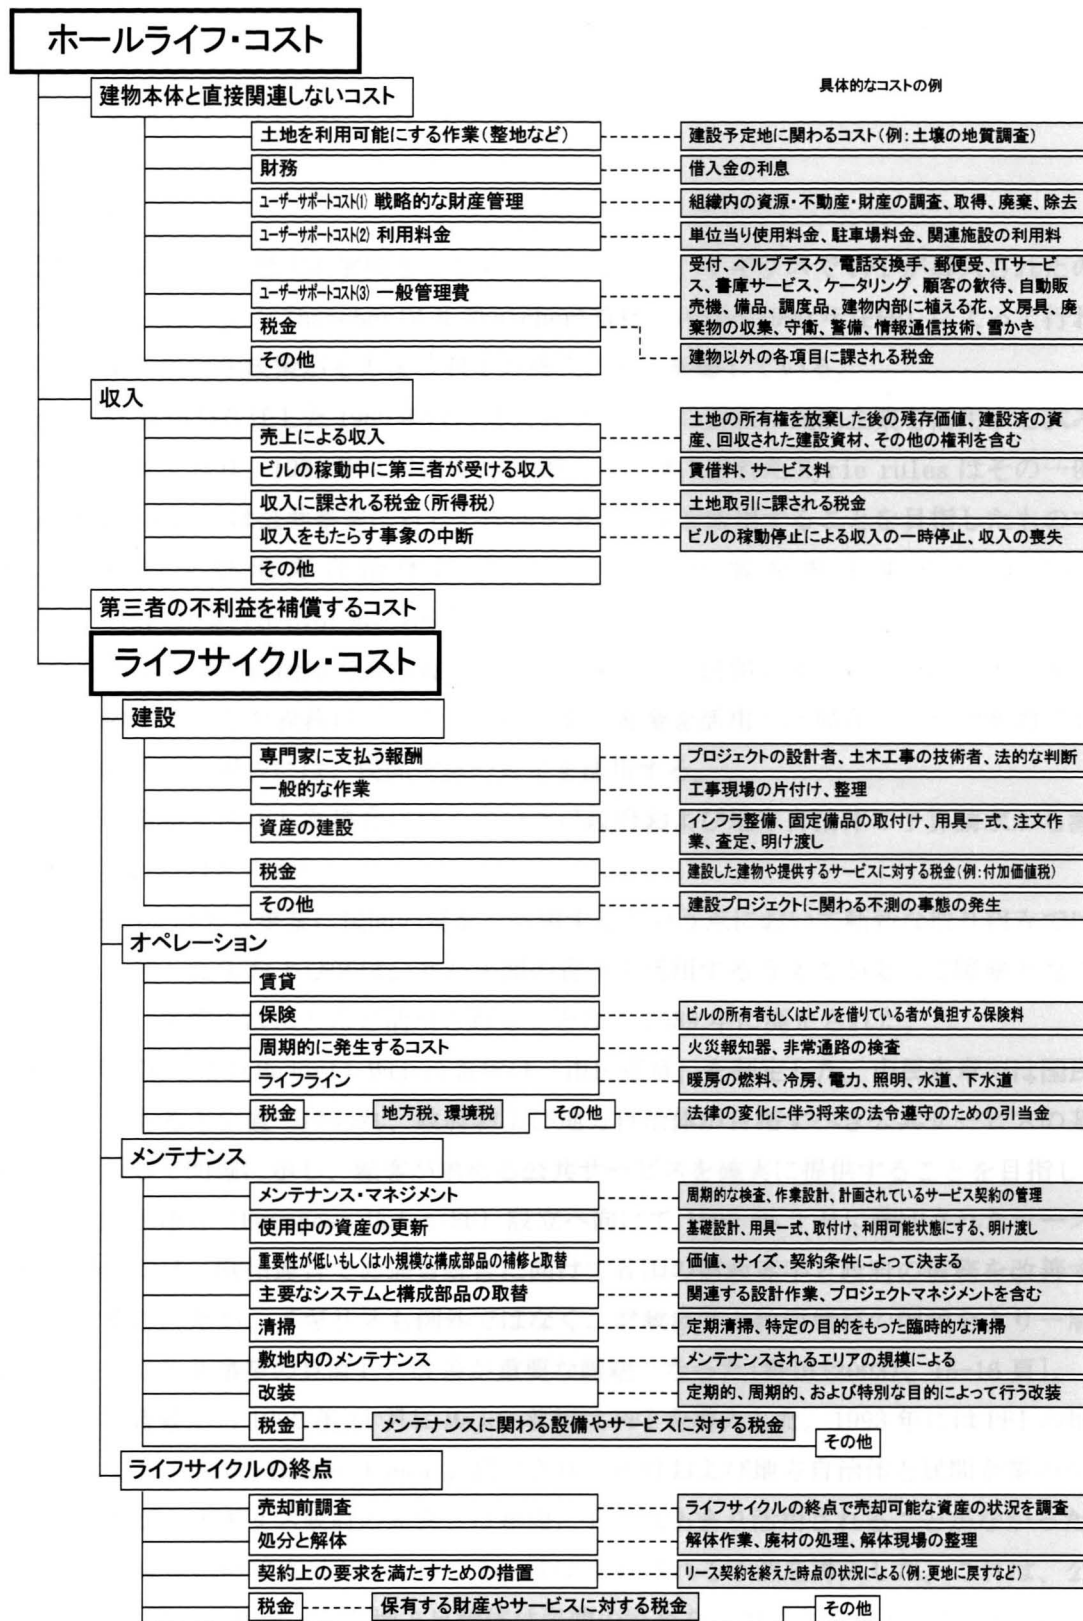 ホールライフ・コスト
建物本体と直接関連しないコスト
具体的なコストの例
土地を利用可能にする作業(整地など)
建設予定地に関わるコスト(例:土壌の地質調査)
財務
借入金の利息
ユーザーサポートコスト(1) 戦略的な財産管理
組織内の資源・不動産・財産の調査、取得、廃棄、除去
ユーザーサポートコスト(2) 利用料金
単位当り使用料金、駐車場料金、関連施設の利用料
ユーザーサポートコスト(3) 一般管理費
受付、ヘルプデスク、電話交換手、郵便受、ITサービ
ス、書庫サービス、ケータリング、顧客の歓待、自動販
売機、備品、調度品、建物内部に植える花、文房具、廃
棄物の収集、守衛、警備、情報通信技術、雪かき
税金
建物以外の各項目に課される税金
その他
収入
売上による収入
土地の所有権を放棄した後の残存価値、建設済の資
産、回収された建設資材、その他の権利を含む
ビルの稼動中に第三者が受ける収入
賃借料、サービス料
収入に課される税金(所得税)
土地取引に課される税金
収入をもたらす事象の中断
ビルの稼動停止による収入の一時停止、収入の喪失
その他
第三者の不利益を補償するコスト
ライフサイクル・コスト
建設
専門家に支払う報酬
プロジェクトの設計者、土木工事の技術者、法的な判断
一般的な作業
工事現場の片付け、整理
資産の建設
インフラ整備、固定備品の取付け、用具一式、注文作
業、査定、明け渡し
税金
建設した建物や提供するサービスに対する税金(例:付加価値税)
その他
建設プロジェクトに関わる不測の事態の発生
オペレーション
賃貸
保険
ビルの所有者もしくはビルを借りている者が負担する保険料
周期的に発生するコスト
火災報知器、非常通路の検査
ライフライン
暖房の燃料、冷房、電力、照明、水道、下水道
税金
地方税、環境税
その他
法律の変化に伴う将来の法令遵守のための引当金
メンテナンス
メンテナンス・マネジメント
周期的な検査、作業設計、計画されているサービス契約の管理
使用中の資産の更新
基礎設計、用具一式、取付け、利用可能状態にする、明け渡し
重要性が低いもしくは小規模な構成部品の補修と取替
価値、サイズ、契約条件によって決まる
主要なシステムと構成部品の取替
関連する設計作業、プロジェクトマネジメントを含む
清掃
定期清掃、特定の目的をもった臨時的な清掃
敷地内のメンテナンス
メンテナンスされるエリアの規模による
改装
定期的、周期的、および特別な目的によって行う改装
税金
メンテナンスに関わる設備やサービスに対する税金
その他
ライフサイクルの終点
売却前調査
ライフサイクルの終点で売却可能な資産の状況を調査
処分と解体
解体作業、廃材の処理、解体現場の整理
契約上の要求を満たすための措置
リース契約を終えた時点の状況による(例:更地に戻すなど)
税金
保有する財産やサービスに対する税金
その他